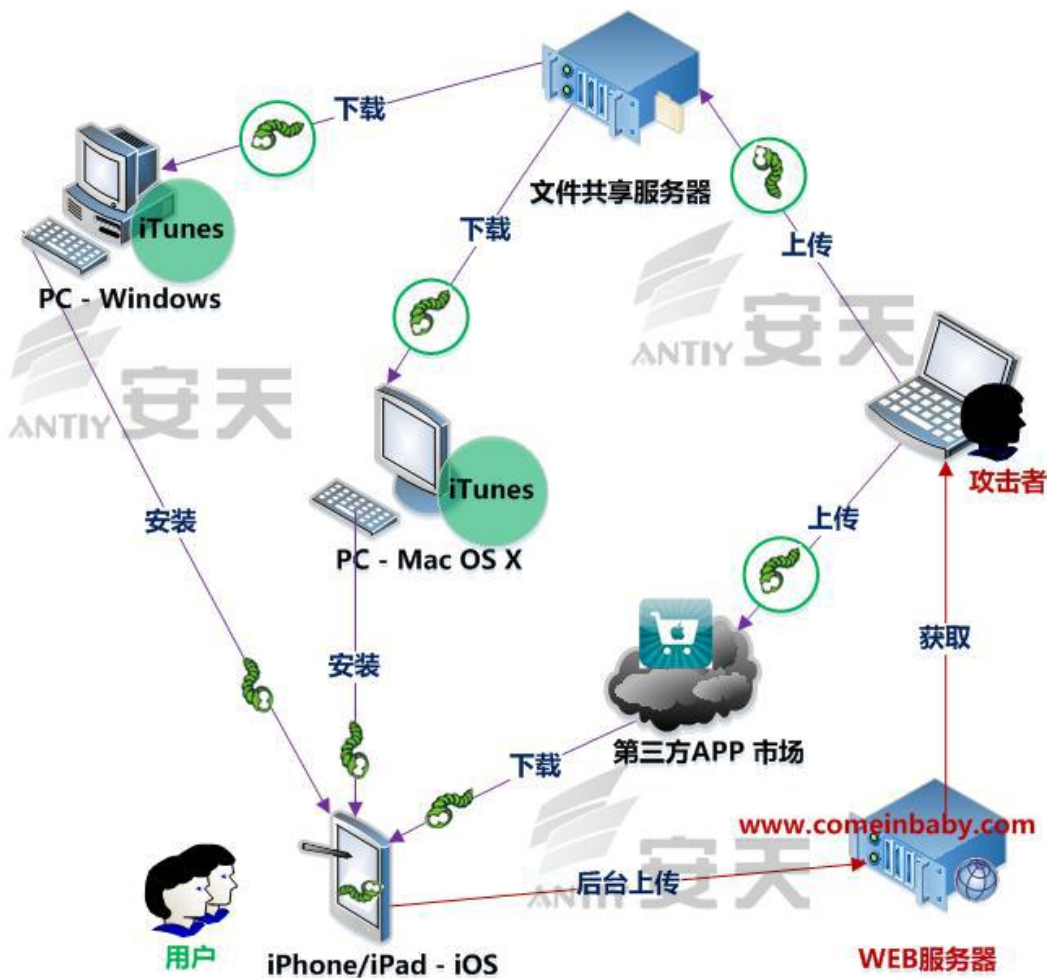 下载
文件共享服务器
iTunes
PC - Windows
下载
上传
ANTIY 安天
ANTIY 安天
攻击者
iTunes
PC - Mac OS X
安装
上传
安装
获取
第三方APP 市场
下载
ANTIY 安天
www.comeinbaby.com
后台上传
用户
iPhone/iPad - iOS
WEB服务器